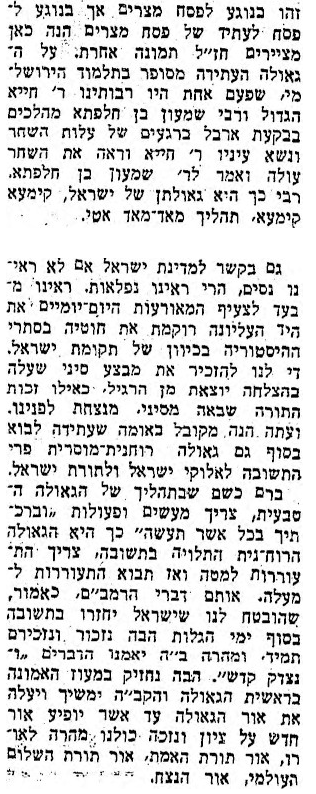 זהו בנוגע לפסח מצרים אך בנוגע ל־
פסח לעתיד של פסח מצרים הנה כאן
מציירים חז״ל תמונה אחרת. על ה־
גאולה העתידה מסופר בתלמוד הירושל־
מי, שפעם אחת היו רבותינו ר׳ חייא
הגדול ורבי שמעון בן חלפתא מהלכים
בבקעת ארבל ברגעים של עלות השחר
ונשא עיניו ר׳ חייא וראה את השחר
עולה ואמר לר׳ שמעון בן חלפתא.
רבי כך היא גאולתן של ישראל, קימעא
קימעא, תהליך מאד־מאד אטי.
גם בקשר למדינת ישראל אם לא ראי־
נו נסים, הרי ראינו נפלאות. ראינו מ־
בעד לצעיף המאורעות היום־יומיים את
היד העליונה רוקמת את חוטיה בסתרי
ההיסטוריה בכיוון של תקומת ישראל.
די לנו להזכיר את מבצע סיני שעלה
בהצלחה יוצאת מן הרגיל, כאילו זכות
התורה שבאה מסיני, מנצחת לפנינו.
ועתה הנה מקובל באומה שעתידה לבוא
בסוף גם גאולה רוחנית־מוסרית פרי
התשובה לאלוקי ישראל ולתורת ישראל.
ברם כשם שבתהליך של הגאולה ה־
טבעית, צריך מעשים ופעולות „וברכ־
תיך בכל אשר תעשה״ כך היא הגאולה
הרוחנית התלויה בתשובה, צריך הת־
עוררות למטה ואז תבוא התעוררות ל־
מעלה. אותם דברי הרמב״ם, כאמור,
שהובטח לנו שישראל יחזרו בתשובה
בסוף ימי הגלות הבה נזכור ונזכירם
תמיד, ומהרה ב״ה יאמנו הדברים „ו־
נצדק קדש״. הבה נחזיק במעוז האמונה
בראשית הגאולה והקב״ה ימשיך ויעלה
את אור הגאולה עד אשר יופיע אור
חדש על ציון ונזכה כולנו מהרה לאו־
רו, אור תורת האמת, אור תורת השלום
העולמי, אור הנצח.